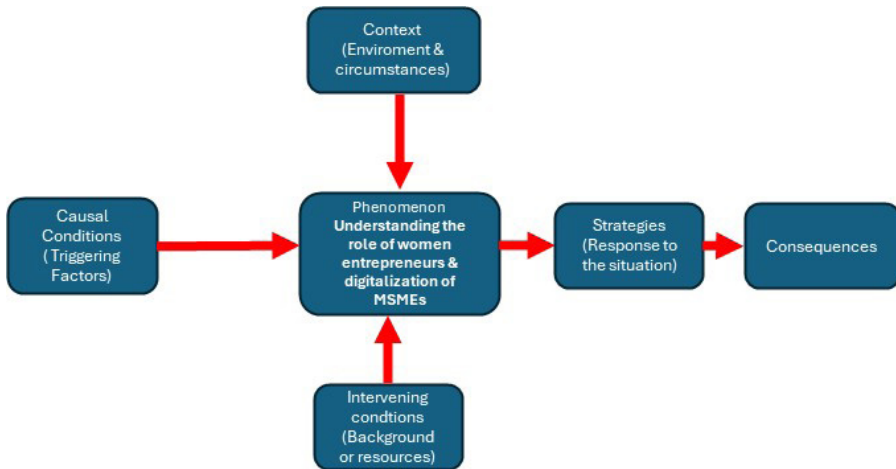 Context
(Enviroment &
circumstances)
Causal
Conditions
(Triggering
Factors)
Phenomenon
Understanding the
role of women
entrepreneurs &
digitalization of
MSMEs
Strategies
(Response to
the situation)
Consequences
Intervening
condtions
(Background
or resources)